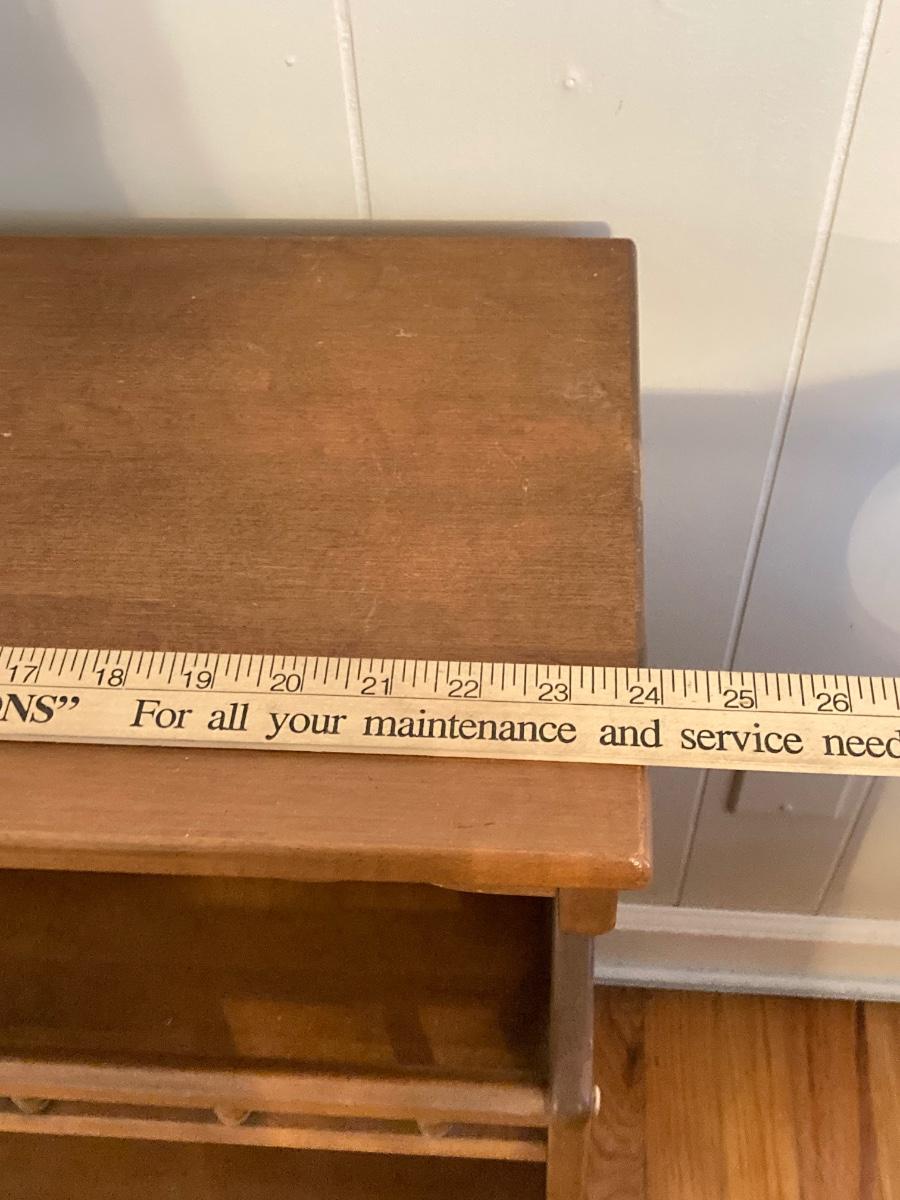 17 18 19 20 21 22 23 24 25 26
NS” For all your maintenance and service need